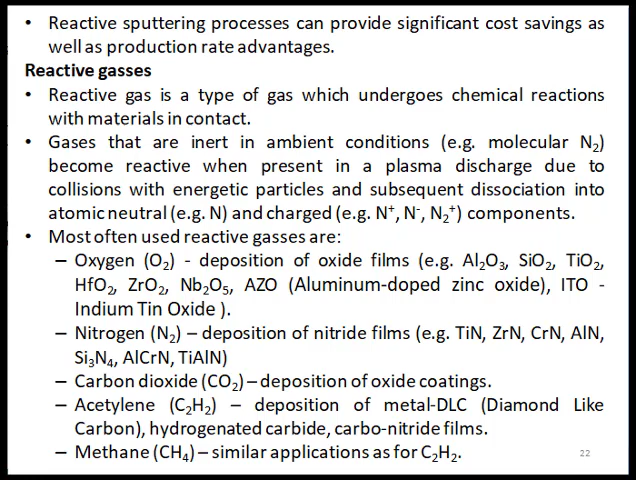 • Reactive sputtering processes can provide significant cost savings as
well as production rate advantages.
Reactive gasses
• Reactive gas is a type of gas which undergoes chemical reactions
with materials in contact.
• Gases that are inert in ambient conditions (e.g. molecular N₂)
become reactive when present in a plasma discharge due to
collisions with energetic particles and subsequent dissociation into
atomic neutral (e.g. N) and charged (e.g. N⁺, N⁻, N₂⁺) components.
• Most often used reactive gasses are:
– Oxygen (O₂) - deposition of oxide films (e.g. Al₂O₃, SiO₂, TiO₂,
HfO₂, ZrO₂, Nb₂O₅, AZO (Aluminum-doped zinc oxide), ITO -
Indium Tin Oxide ).
– Nitrogen (N₂) – deposition of nitride films (e.g. TiN, ZrN, CrN, AlN,
Si₃N₄, AlCrN, TiAlN)
– Carbon dioxide (CO₂) – deposition of oxide coatings.
– Acetylene (C₂H₂) – deposition of metal-DLC (Diamond Like
Carbon), hydrogenated carbide, carbo-nitride films.
– Methane (CH₄) – similar applications as for C₂H₂.
22